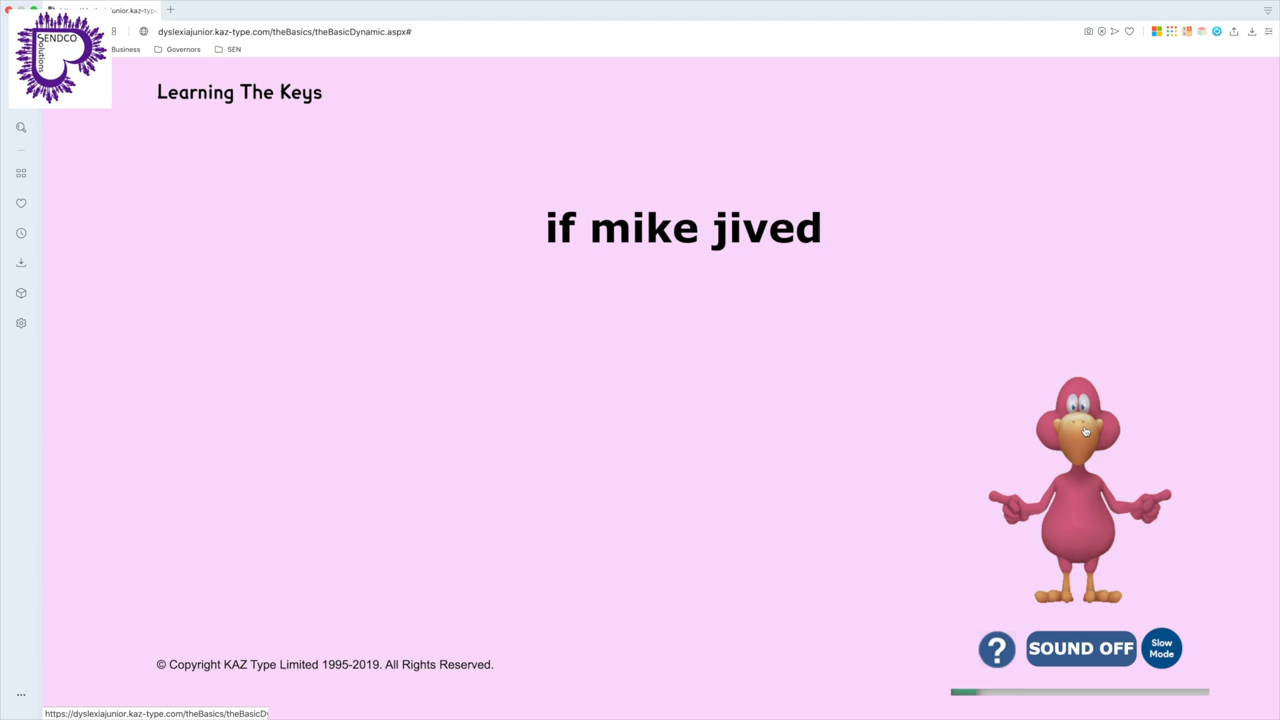 SENDCO
Solutions
dyslexiajunior.kaz-type.com/theBasics/theBasicDynamic.aspx#
Business
Governors
SEN
Learning The Keys
if mike jived
?
SOUND OFF
Slow
Mode
© Copyright KAZ Type Limited 1995-2019. All Rights Reserved.
https://dyslexiajunior.kaz-type.com/theBasics/theBasicDy